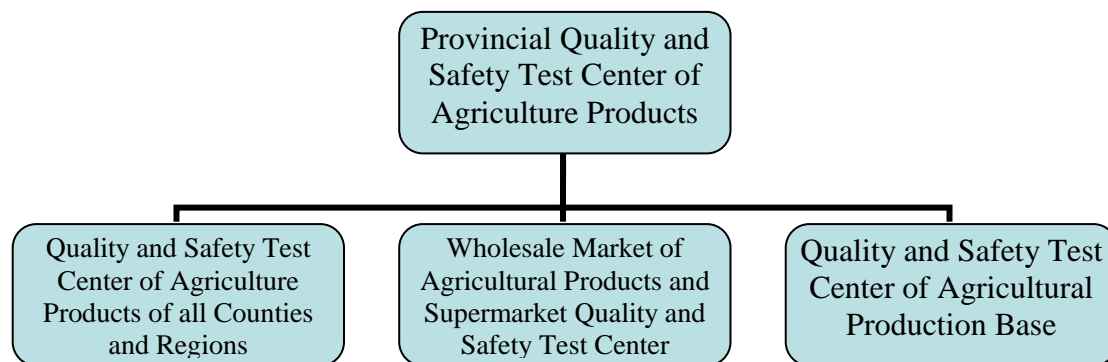 Provincial Quality and
Safety Test Center of
Agriculture Products
Quality and Safety Test
Center of Agriculture
Products of all Counties
and Regions
Wholesale Market of
Agricultural Products and
Supermarket Quality and
Safety Test Center
Quality and Safety Test
Center of Agricultural
Production Base